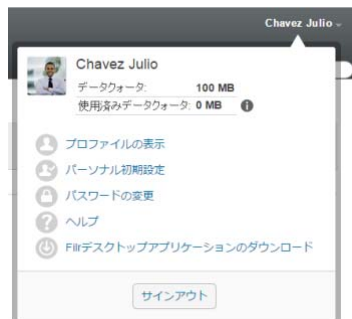 Chavez Julio
Chavez Julio
データクォータ: 100 MB
使用済みデータクォータ: 0 MB
プロファイルの表示
パーソナル初期設定
パスワードの変更
ヘルプ
Filrデスクトップアプリケーションのダウンロード
サインアウト